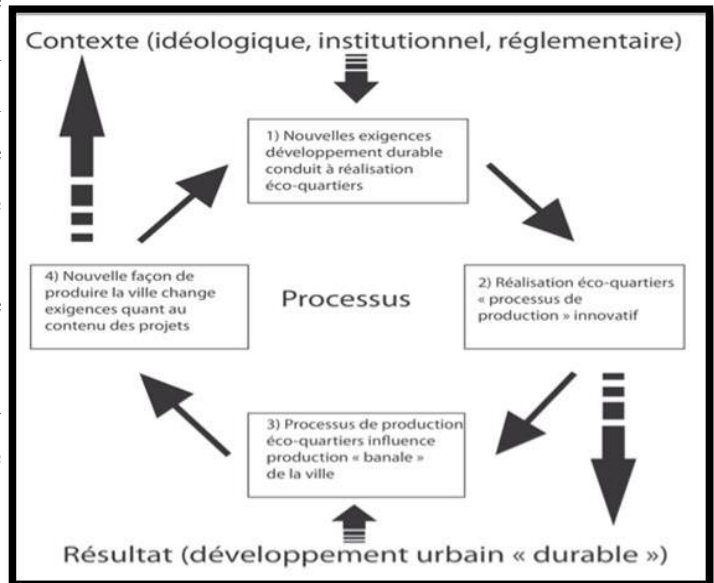 Contexte (idéologique, institutionnel, réglementaire)
1) Nouvelles exigences
développement durable
conduit à réalisation
éco-quartiers
4) Nouvelle façon de
produire la ville change
exigences quant au
contenu des projets
Processus
2) Réalisation éco-quartiers
« processus de
production » innovatif
3) Processus de production
éco-quartiers influence
production « banale »
de la ville
Résultat (développement urbain « durable »)